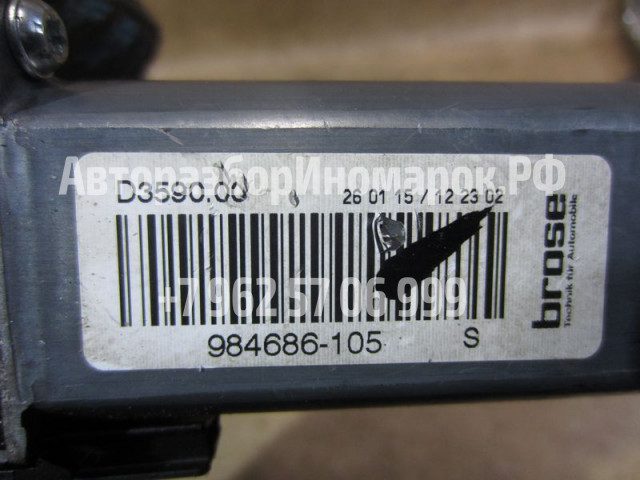 АвторазборИномарок.РФ
D3590.00 26 01 15 / 12 23 02
+7 962 57 06 999
984686-105 S
brose
Technik für Automobile